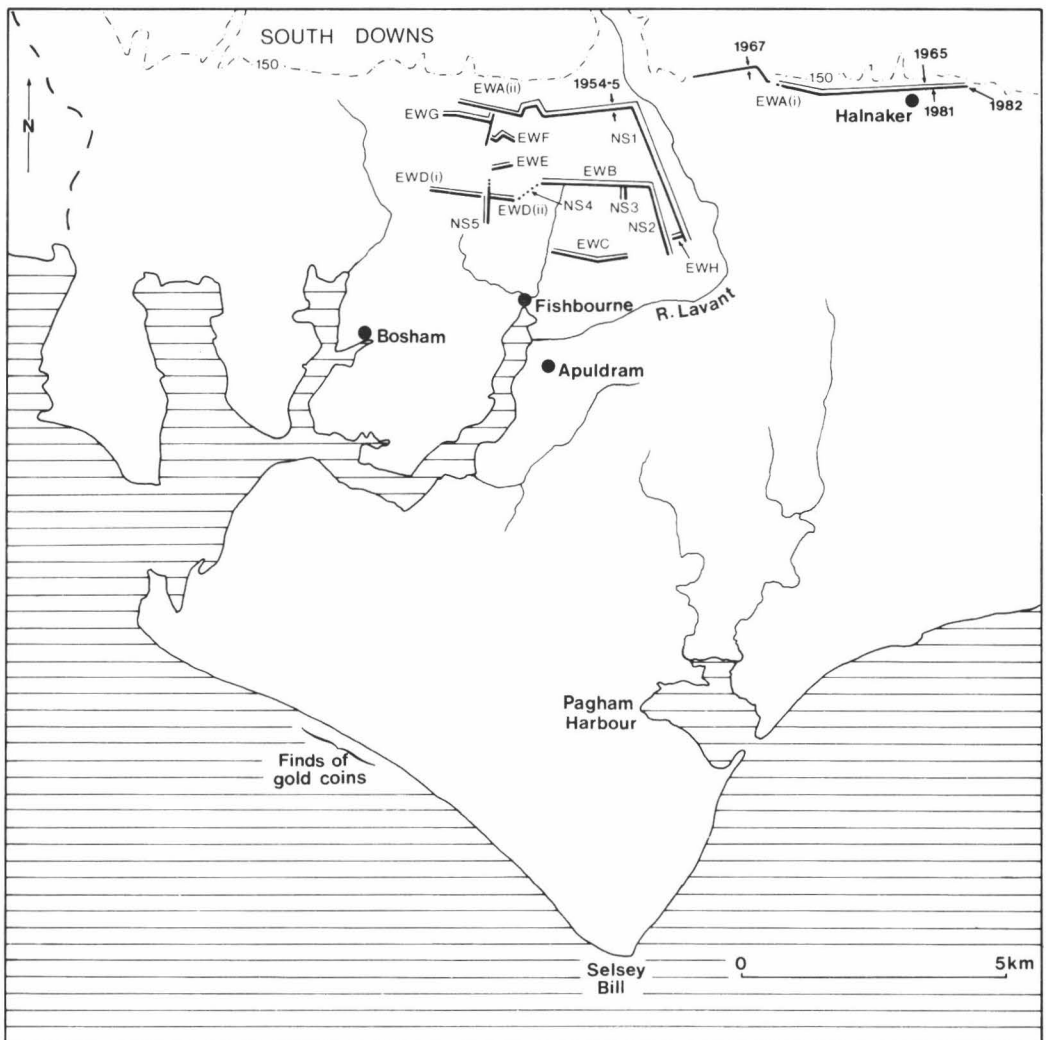 SOUTH DOWNS
150
1967
1965
150
EWA(i)
1981
1982
Halnaker
EWA(ii)
1954-5
EWG
NS1
N
EWF
EWE
EWB
EWD(i)
EWD(ii)
NS4
NS3
NS5
NS2
EWC
EWH
Fishbourne
R. Lavant
Bosham
Apuldram
Pagham
Harbour
Finds of
gold coins
Selsey
Bill
0
5km